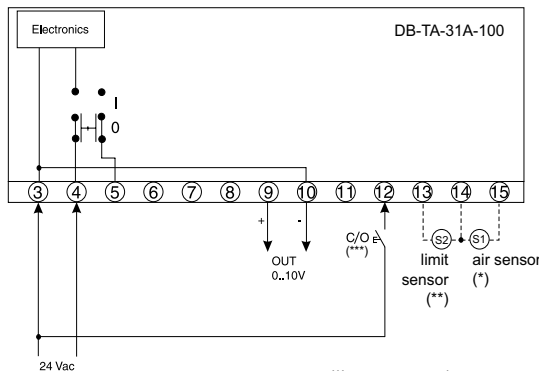 Electronics
DB-TA-31A-100
I
0
3 4 5 6 7 8 9 10 11 12 13 14 15
+ -
C/O
(***)
S2 S1
OUT
0..10V
limit
sensor
(**)
air sensor
(*)
24 Vac